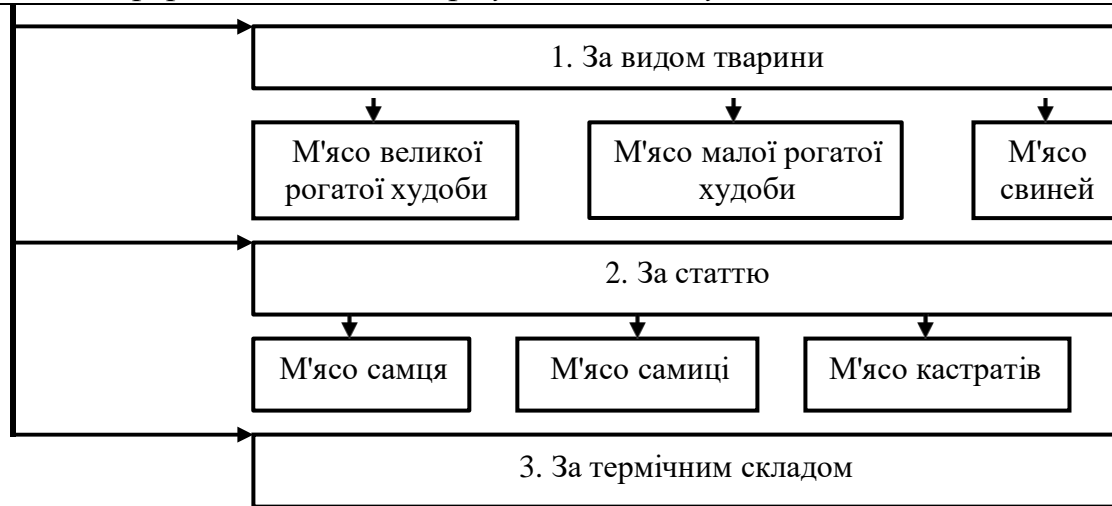 1. За видом тварини
М'ясо великої
рогатої худоби
М'ясо малої рогатої
худоби
М'ясо
свиней
2. За статтю
М'ясо самця
М'ясо самиці
М'ясо кастратів
3. За термічним складом